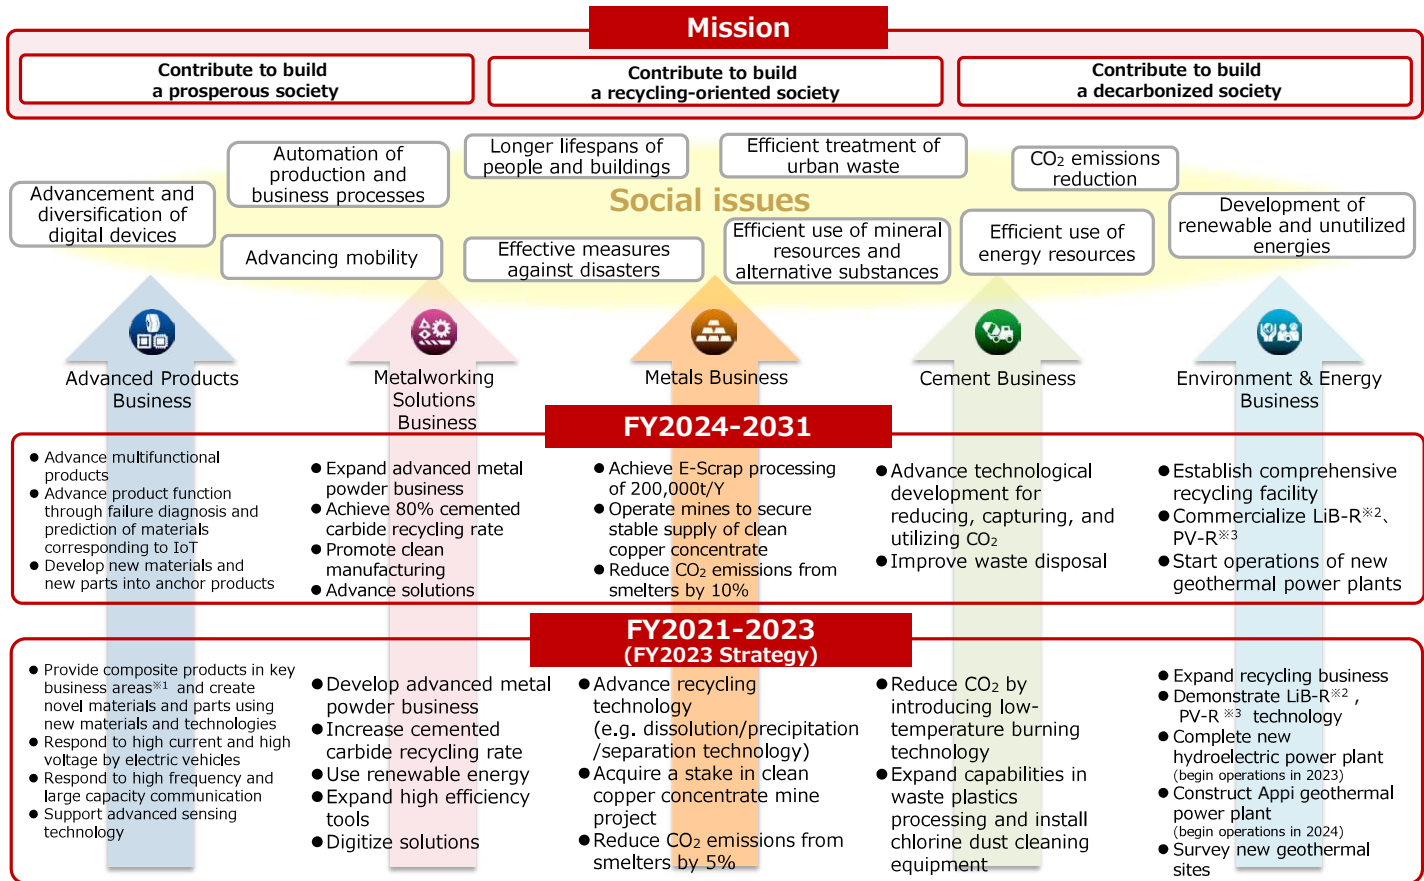 Mission
Contribute to build
a prosperous society
Contribute to build
a recycling-oriented society
Contribute to build
a decarbonized society
Social issues
Advancement and
diversification of
digital devices
Automation of
production and
business processes
Advancing mobility
Longer lifespans of
people and buildings
Effective measures
against disasters
Efficient treatment of
urban waste
Efficient use of mineral
resources and
alternative substances
CO₂ emissions
reduction
Efficient use of
energy resources
Development of
renewable and unutilized
energies
Advanced Products
Business
Metalworking
Solutions
Business
Metals Business
Cement Business
Environment & Energy
Business
FY2024-2031
● Advance multifunctional
products
● Advance product function
through failure diagnosis and
prediction of materials
corresponding to IoT
● Develop new materials and
new parts into anchor products
● Expand advanced metal
powder business
● Achieve 80% cemented
carbide recycling rate
● Promote clean
manufacturing
● Advance solutions
● Achieve E-Scrap processing
of 200,000t/Y
● Operate mines to secure
stable supply of clean
copper concentrate
● Reduce CO₂ emissions from
smelters by 10%
● Advance technological
development for
reducing, capturing, and
utilizing CO₂
● Improve waste disposal
● Establish comprehensive
recycling facility
● Commercialize LiB-R※2、
PV-R※3
● Start operations of new
geothermal power plants
FY2021-2023
(FY2023 Strategy)
● Provide composite products in key
business areas※1 and create
novel materials and parts using
new materials and technologies
● Respond to high current and high
voltage by electric vehicles
● Respond to high frequency and
large capacity communication
● Support advanced sensing
technology
● Develop advanced metal
powder business
● Increase cemented
carbide recycling rate
● Use renewable energy
● Expand high efficiency
tools
● Digitize solutions
● Advance recycling
technology
(e.g. dissolution/precipitation
/separation technology)
● Acquire a stake in clean
copper concentrate mine
project
● Reduce CO₂ emissions from
smelters by 5%
● Reduce CO₂ by
introducing low-
temperature burning
technology
● Expand capabilities in
waste plastics
processing and install
chlorine dust cleaning
equipment
● Expand recycling business
● Demonstrate LiB-R※2 ,
PV-R ※3 technology
● Complete new
hydroelectric power plant
(begin operations in 2023)
● Construct Appi geothermal
power plant
(begin operations in 2024)
● Survey new geothermal
sites